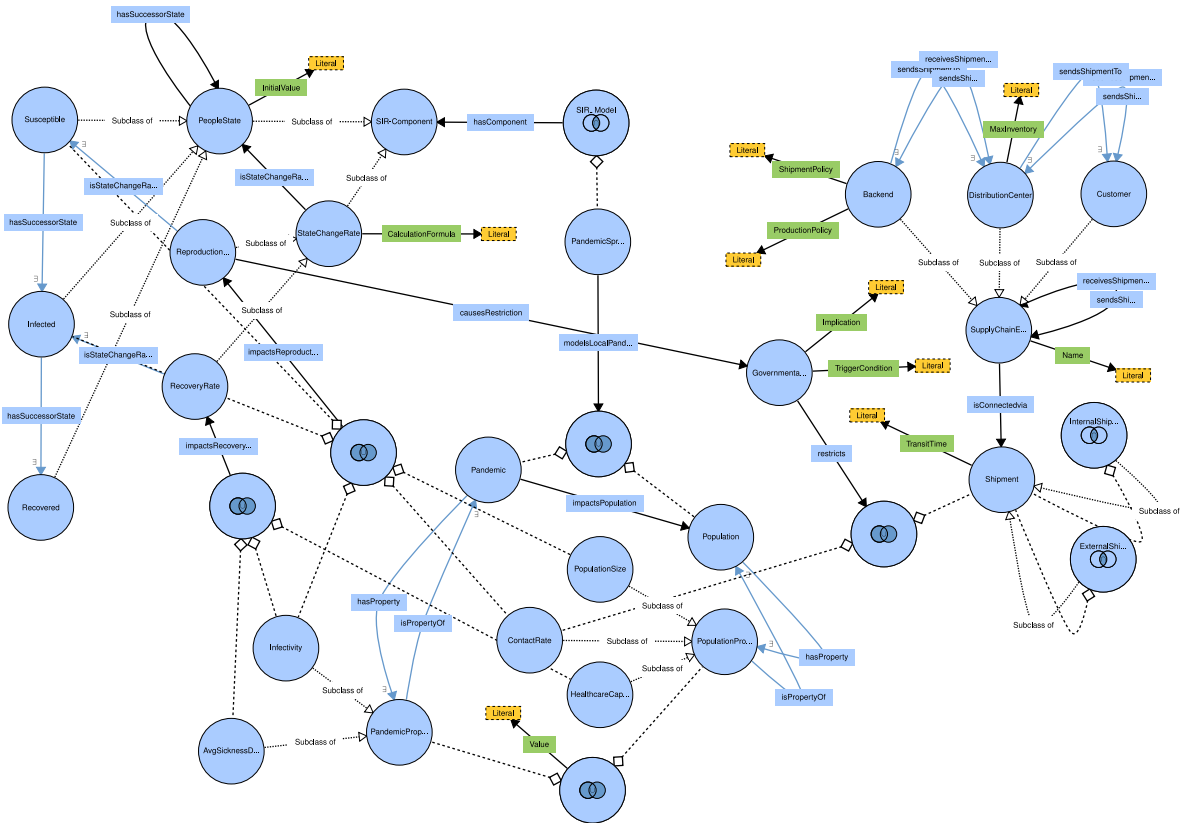 hasSuccessorState
receivesShipmen...
sendsShipmentTo
sendsShi...
sendsShipmentTo
pmen...
sendsShi...
Literal
InitialValue
Literal
MaxInventory
Susceptible
Subclass of
PeopleState
Subclass of
SIR-Component
hasComponent
SIR_Model
Literal
ShipmentPolicy
isStateChangeRa...
isStateChangeRa...
Subclass of
Backend
DistributionCenter
Customer
hasSuccessorState
Subclass of
StateChangeRate
CalculationFormula
Literal
PandemicSpr...
ProductionPolicy
Literal
Reproduction...
Subclass of
Subclass of
Subclass of
Subclass of
receivesShipmen...
sendsShi...
Literal
Implication
causesRestriction
Subclass of
Subclass of
Infected
SupplyChainE...
Name
Literal
isStateChangeRa...
impactsReproduct...
modelsLocalPand...
Governmenta...
TriggerCondition
Literal
RecoveryRate
isConnectedvia
hasSuccessorState
Literal
TransitTime
InternalShip...
impactsRecovery...
restricts
Pandemic
Shipment
Subclass of
Recovered
impactsPopulation
Population
ExternalShip...
PopulationSize
hasProperty
Subclass of
isPropertyOf
Subclass of
Infectivity
ContactRate
Subclass of
PopulationPro...
hasProperty
Subclass of
Subclass of
HealthcareCap...
isPropertyOf
Literal
AvgSicknessD...
Subclass of
PandemicProp...
Value